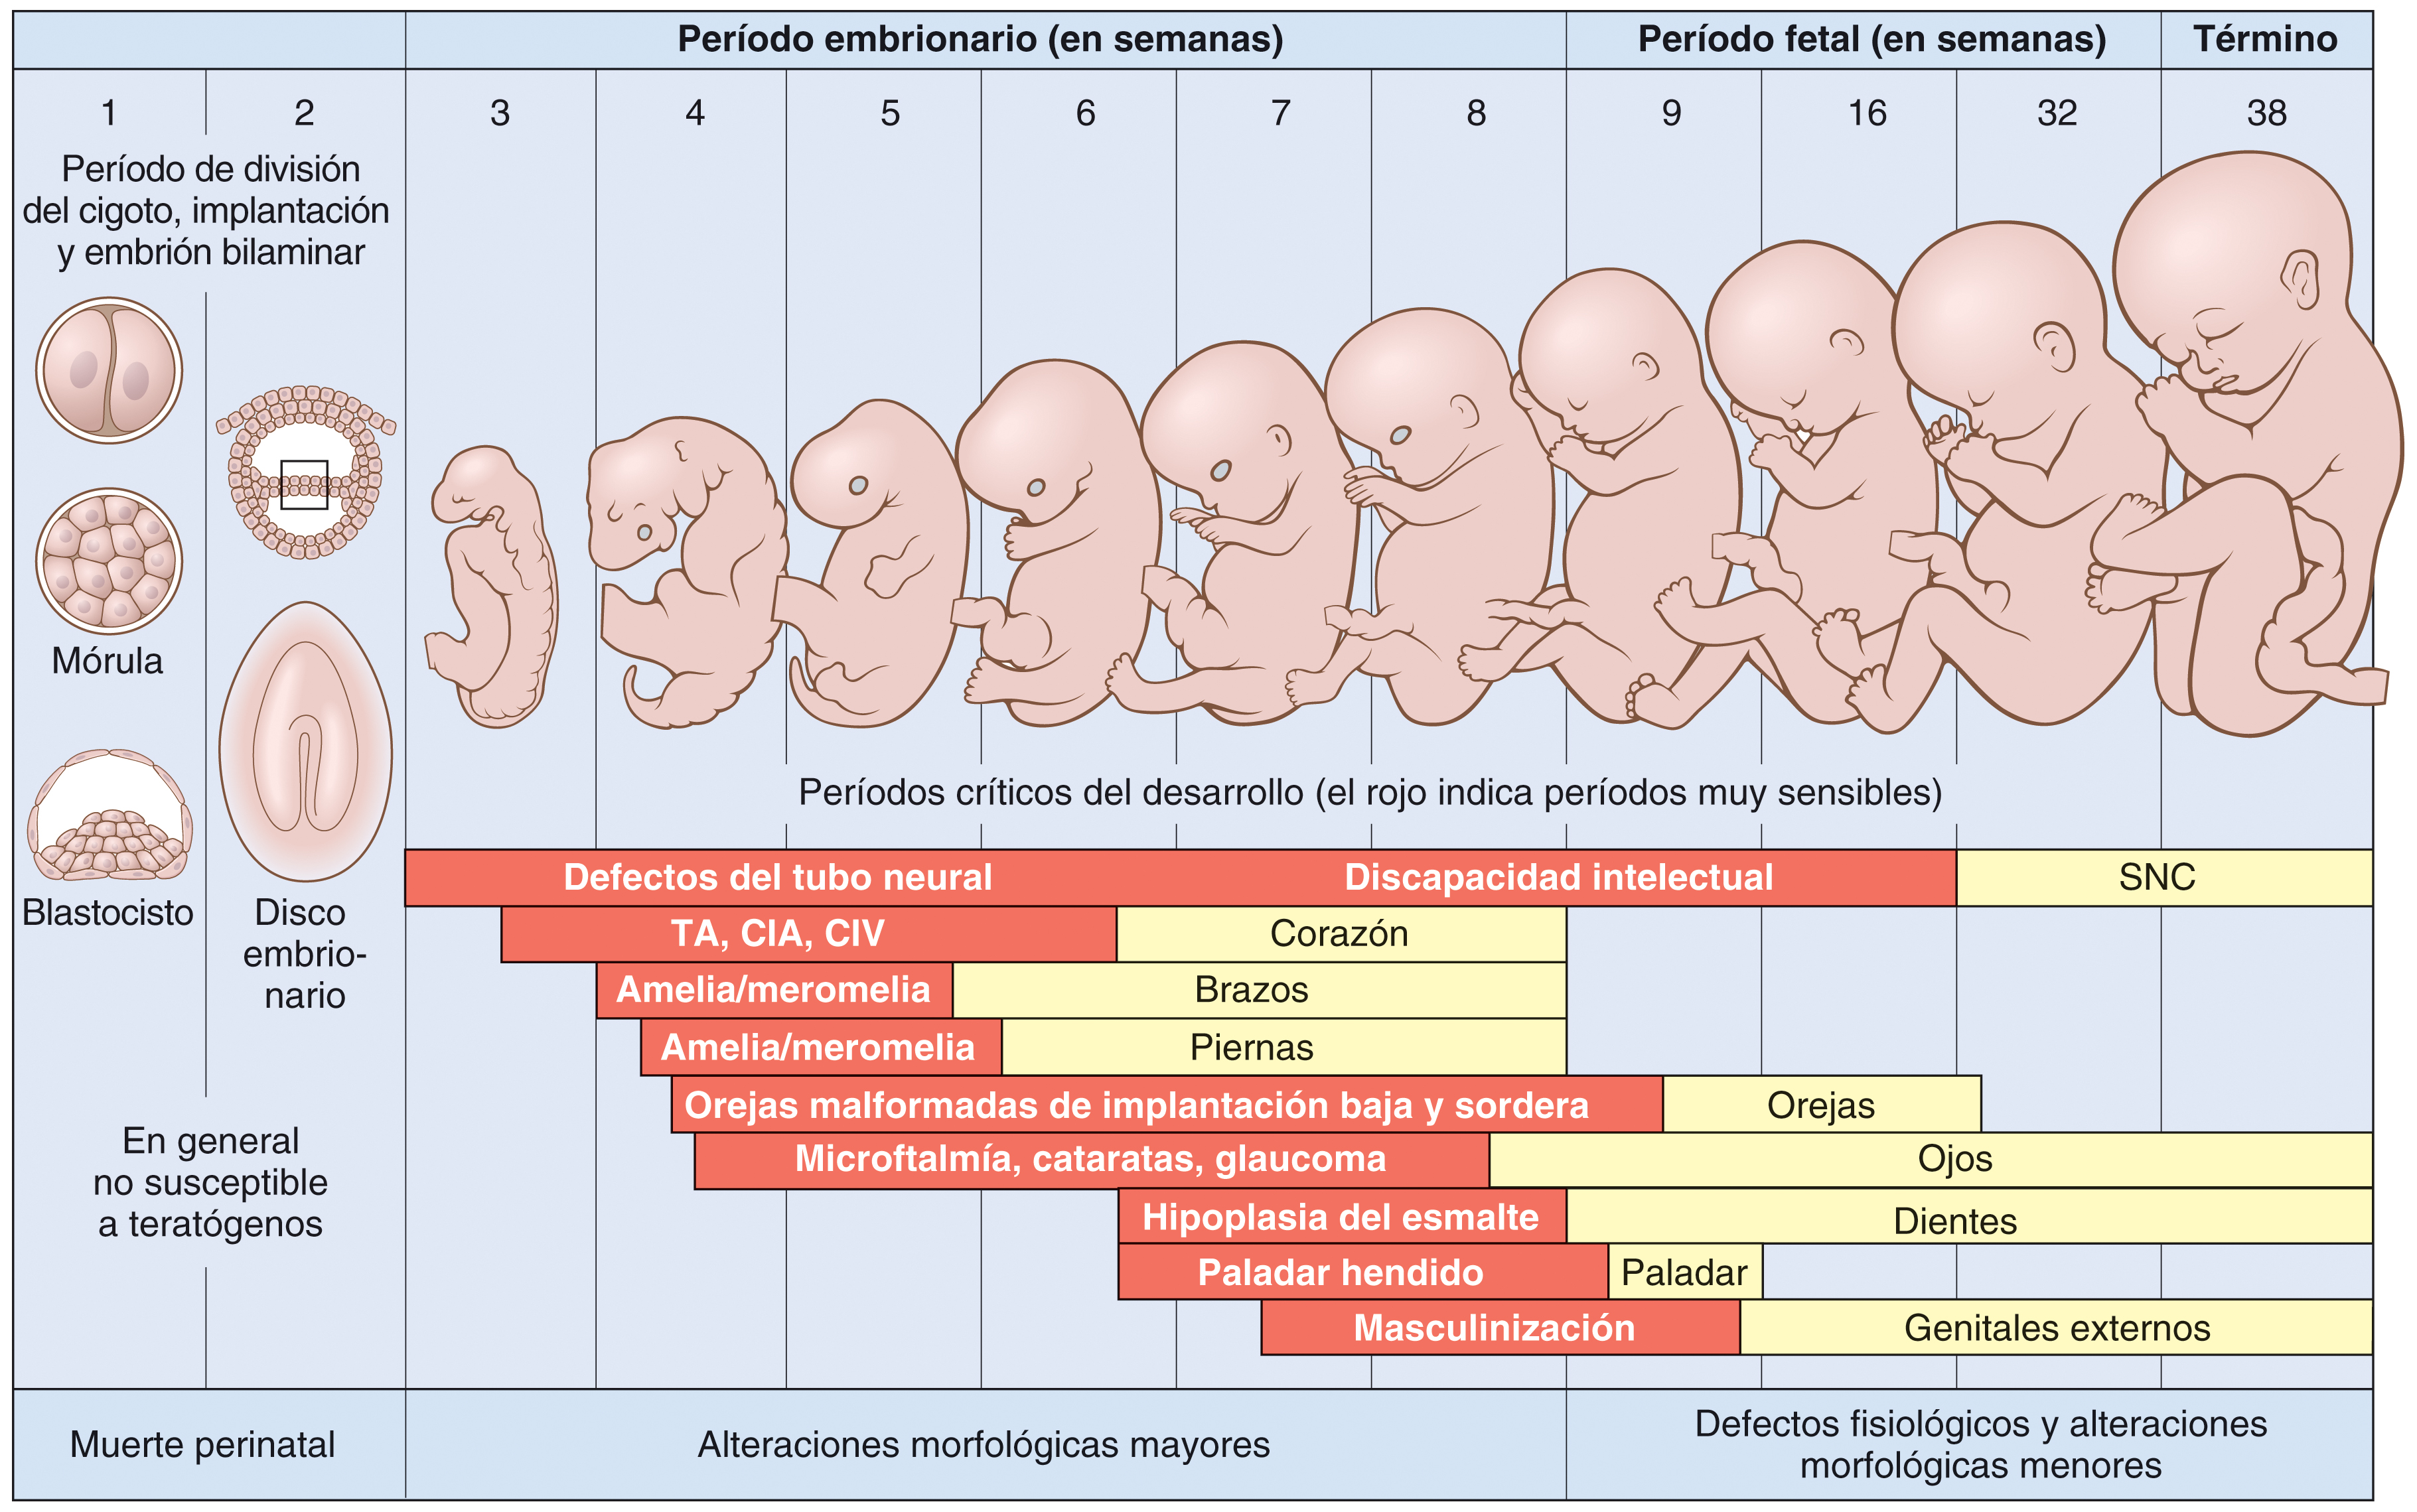 Período embrionario (en semanas)
Período fetal (en semanas)
Término
1
2
3
4
5
6
7
8
9
16
32
38
Período de división
del cigoto, implantación
y embrión bilaminar
Mórula
Blastocisto
Disco
embrio-
nario
En general
no susceptible
a teratógenos
Períodos críticos del desarrollo (el rojo indica períodos muy sensibles)
Defectos del tubo neural
Discapacidad intelectual
SNC
TA, CIA, CIV
Corazón
Amelia/meromelia
Brazos
Amelia/meromelia
Piernas
Orejas malformadas de implantación baja y sordera
Orejas
Microftalmía, cataratas, glaucoma
Ojos
Hipoplasia del esmalte
Dientes
Paladar hendido
Paladar
Masculinización
Genitales externos
Muerte perinatal
Alteraciones morfológicas mayores
Defectos fisiológicos y alteraciones
morfológicas menores